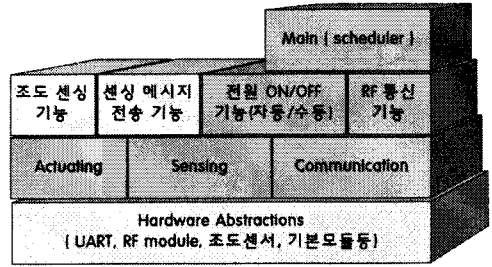 Main ( scheduler )
조도 센싱 기능
센싱 메시지 전송 기능
전원 ON/OFF 기능(자동/수동)
RF 통신 기능
Actuating
Sensing
Communication
Hardware Abstractions
( UART, RF module, 조도센서, 기본모듈등)